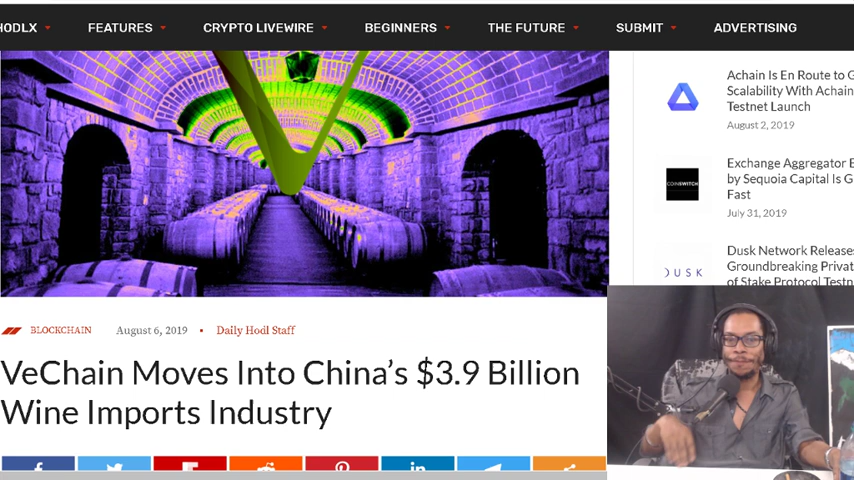 HODLX FEATURES CRYPTO LIVEWIRE BEGINNERS THE FUTURE SUBMIT ADVERTISING
Achain Is En Route to G
Scalability With Achain
Testnet Launch
August 2, 2019
COINSWITCH
Exchange Aggregator B
by Sequoia Capital Is G
Fast
July 31, 2019
DUSK
Dusk Network Releases
Groundbreaking Privat
of Stake Protocol Testn
BLOCKCHAIN August 6, 2019 • Daily Hodl Staff
VeChain Moves Into China's $3.9 Billion
Wine Imports Industry